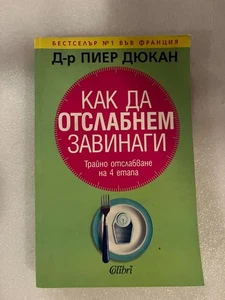 БЕСТСЕЛЪР №1 ВЪВ ФРАНЦИЯ
Д-р ПИЕР ДЮКАН
КАК ДА
ОТСЛАБНЕМ
ЗАВИНАГИ
Трайно отслабване
на 4 етапа
Colibri